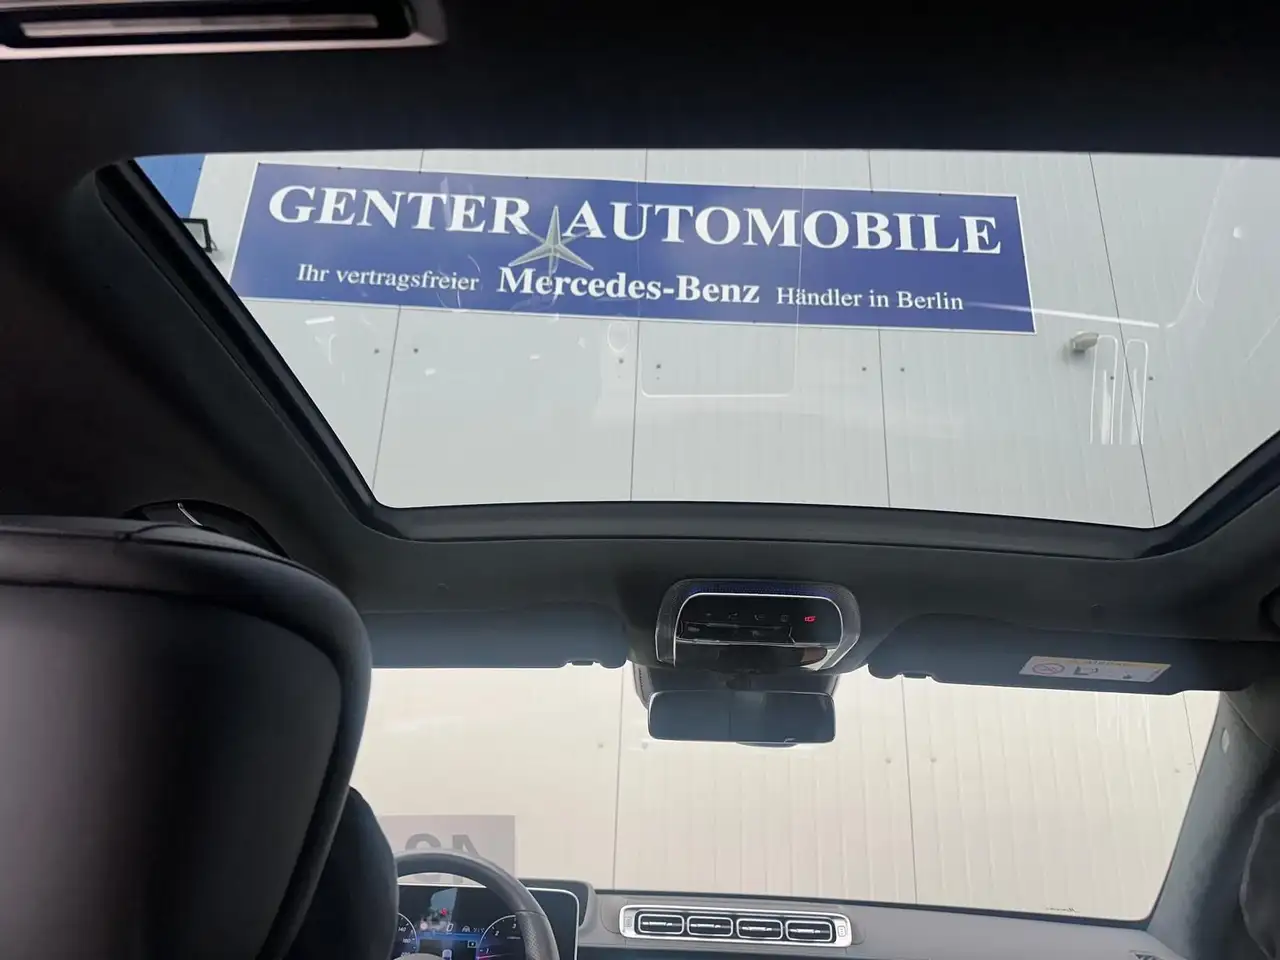 GENTER AUTOMOBILE
Ihr vertragsfreier Mercedes-Benz Händler in Berlin